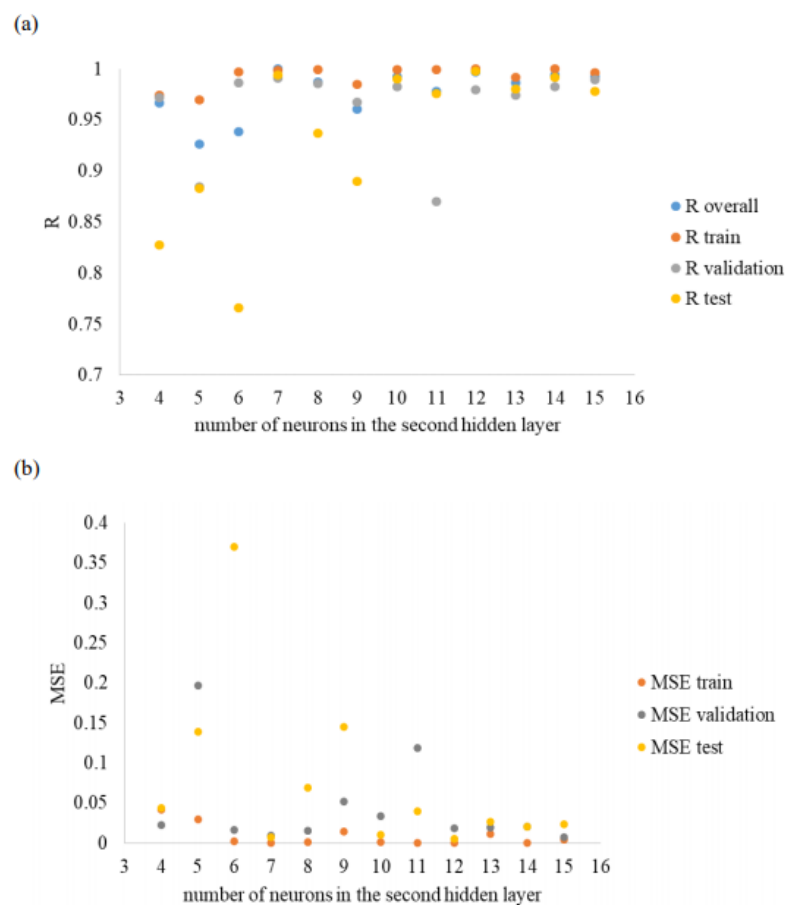 (a)
1
0.95
0.9
0.85
0.8
0.75
0.7
R
3 4 5 6 7 8 9 10 11 12 13 14 15 16
number of neurons in the second hidden layer
R overall
R train
R validation
R test
(b)
0.4
0.35
0.3
0.25
0.2
0.15
0.1
0.05
0
MSE
3 4 5 6 7 8 9 10 11 12 13 14 15 16
number of neurons in the second hidden layer
MSE train
MSE validation
MSE test